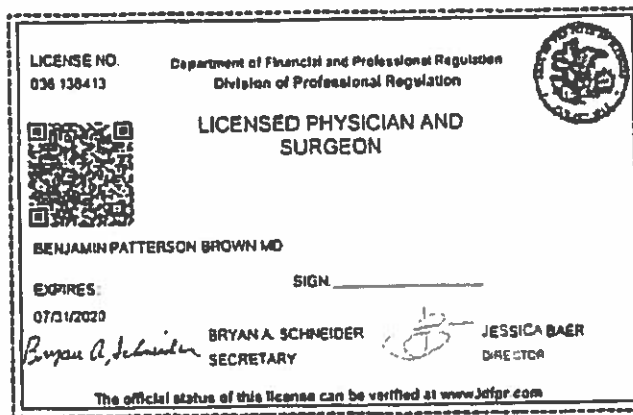 LICENSE NO.
036 138413
Department of Financial and Professional Regulation
Division of Professional Regulation
LICENSED PHYSICIAN AND
SURGEON
BENJAMIN PATTERSON BROWN MD
EXPIRES:
07/31/2020
SIGN.
Bryan A. Schneider
BRYAN A. SCHNEIDER
SECRETARY
JESSICA BAER
DIRECTOR
The official status of this license can be verified at www.idfpr.com